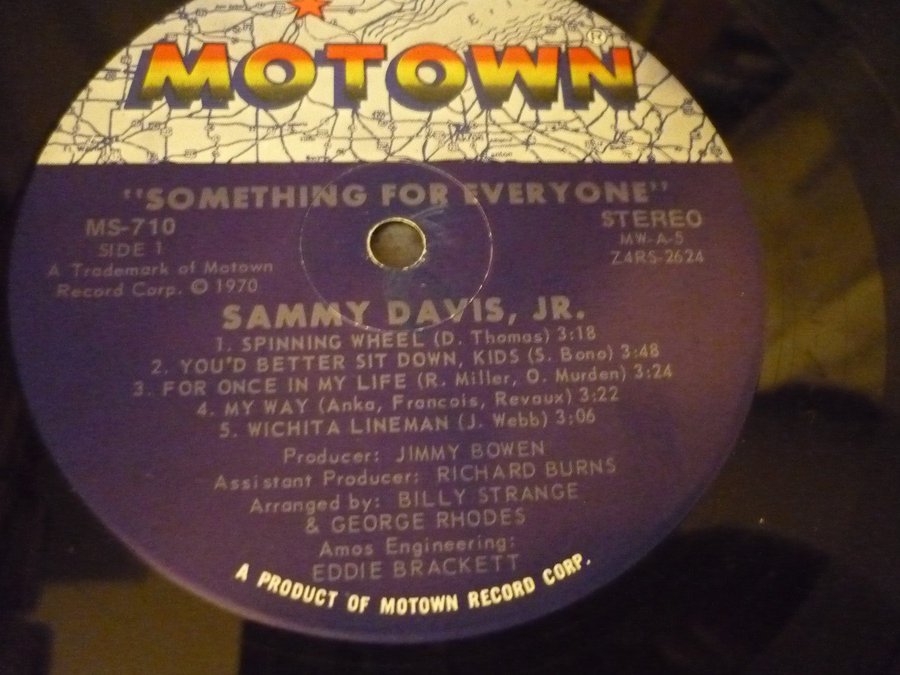 MOTOWN®
"SOMETHING FOR EVERYONE"
MS-710
SIDE 1
A Trademark of Motown
Record Corp. © 1970
STEREO
MW-A-5
Z4RS-2624
SAMMY DAVIS, JR.
1. SPINNING WHEEL (D. Thomas) 3:18
2. YOU'D BETTER SIT DOWN, KIDS (S. Bono) 3:48
3. FOR ONCE IN MY LIFE (R. Miller, O. Murden) 3:24
4. MY WAY (Anka, Francois, Revaux) 3:22
5. WICHITA LINEMAN (J. Webb) 3:06
Producer: JIMMY BOWEN
Assistant Producer: RICHARD BURNS
Arranged by: BILLY STRANGE
& GEORGE RHODES
Amos Engineering:
EDDIE BRACKETT
A PRODUCT OF MOTOWN RECORD CORP.